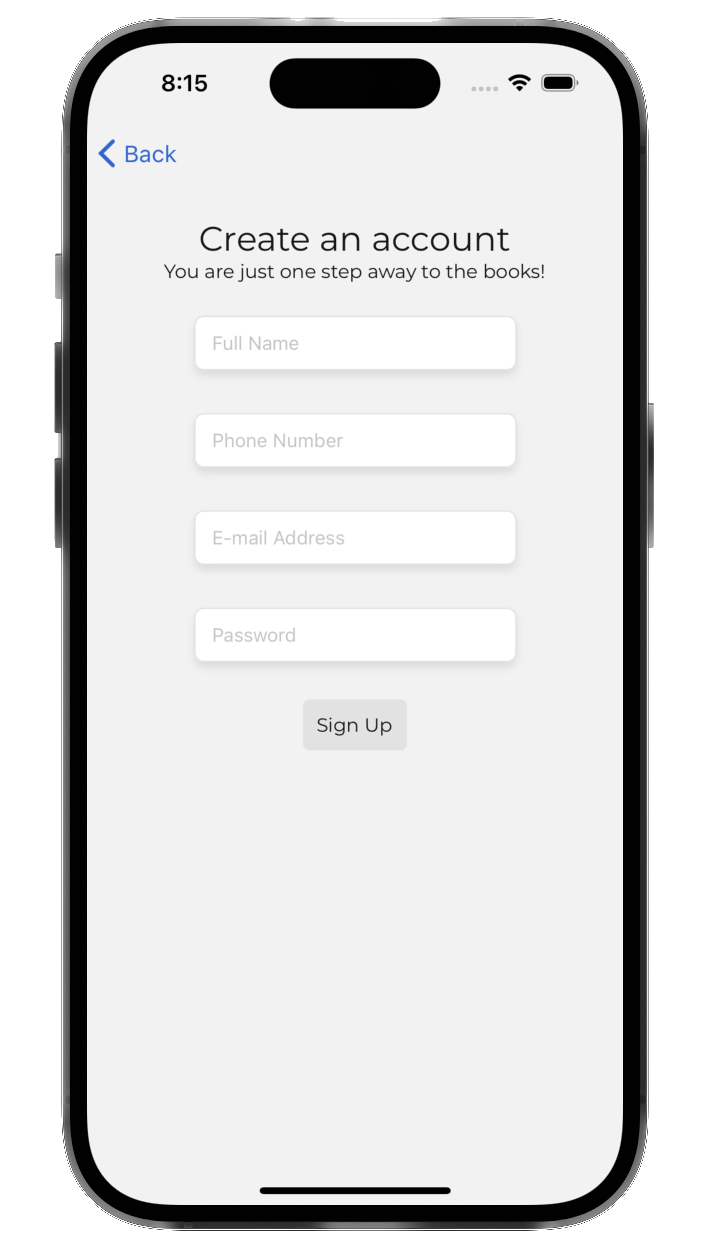 8:15
Back
Create an account
You are just one step away to the books!
Full Name
Phone Number
E-mail Address
Password
Sign Up